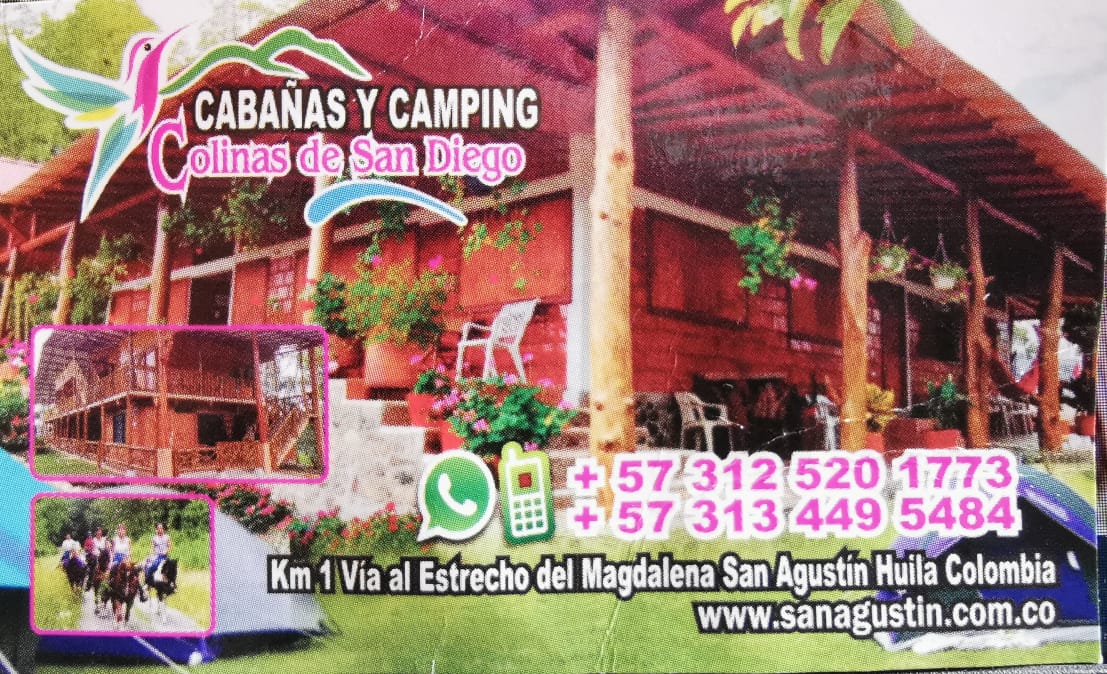 CABAÑAS Y CAMPING
Colinas de San Diego
+ 57 312 520 1773
+ 57 313 449 5484
Km 1 Vía al Estrecho del Magdalena San Agustín Huila Colombia
www.sanagustin.com.co